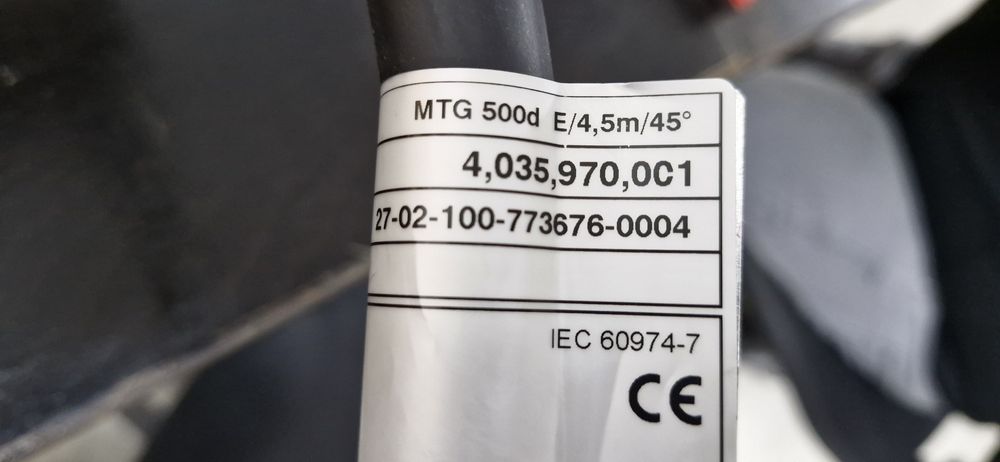 MTG 500d E/4,5m/45°
4,035,970,001
27-02-100-773676-0004
IEC 60974-7
CE